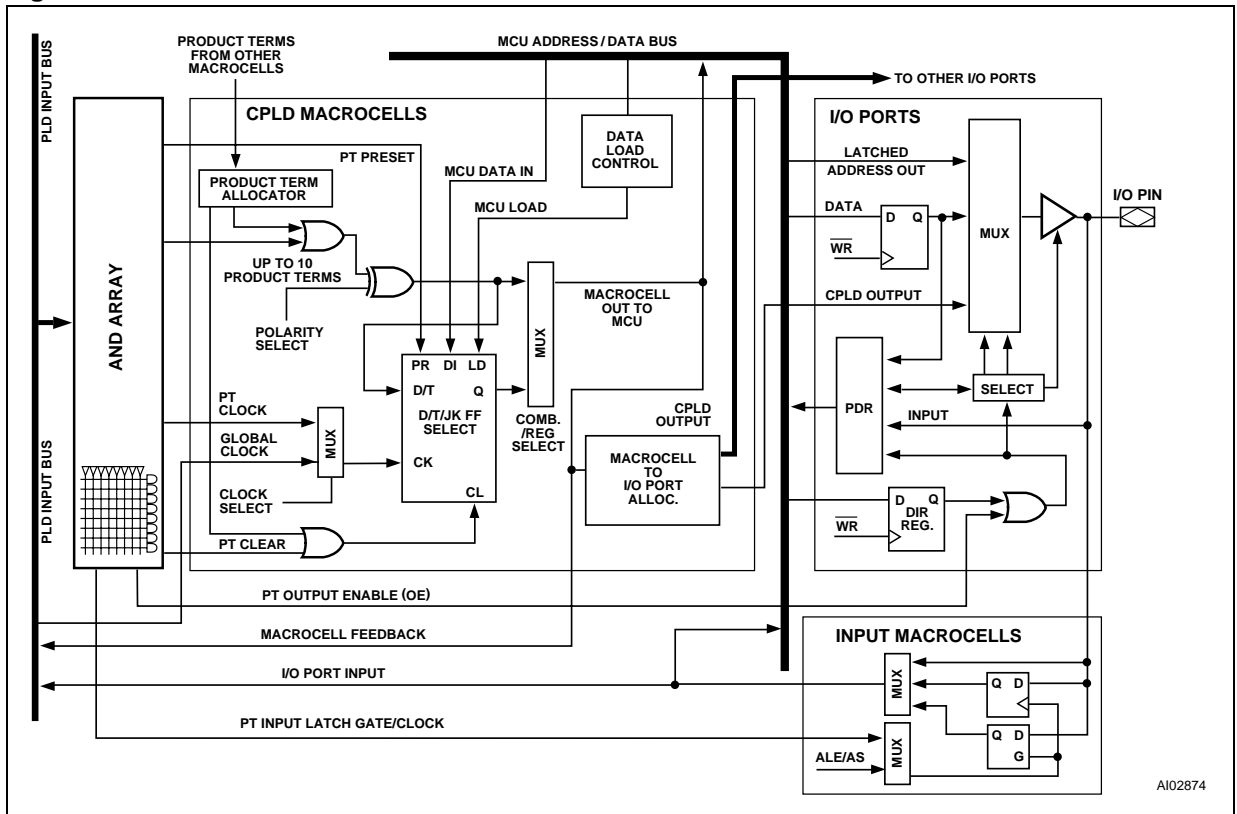 PRODUCT TERMS
FROM OTHER
MACROCELLS
MCU ADDRESS / DATA BUS
TO OTHER I/O PORTS
PLD INPUT BUS
PLD INPUT BUS
AND ARRAY
CPLD MACROCELLS
PT PRESET
PRODUCT TERM
ALLOCATOR
MCU DATA IN
MCU LOAD
DATA
LOAD
CONTROL
UP TO 10
PRODUCT TERMS
POLARITY
SELECT
PR DI LD
D/T Q
D/T/JK FF
SELECT
CK
CL
MUX
COMB.
/REG
SELECT
MACROCELL
OUT TO
MCU
PT
CLOCK
GLOBAL
CLOCK
CLOCK
SELECT
MUX
PT CLEAR
CPLD
OUTPUT
MACROCELL
TO
I/O PORT
ALLOC.
I/O PORTS
LATCHED
ADDRESS OUT
DATA
D Q
WR
MUX
I/O PIN
CPLD OUTPUT
PDR
SELECT
INPUT
D Q
DIR
REG.
WR
PT OUTPUT ENABLE (OE)
MACROCELL FEEDBACK
I/O PORT INPUT
PT INPUT LATCH GATE/CLOCK
INPUT MACROCELLS
MUX
Q D
Q D
G
MUX
ALE/AS
AI02874